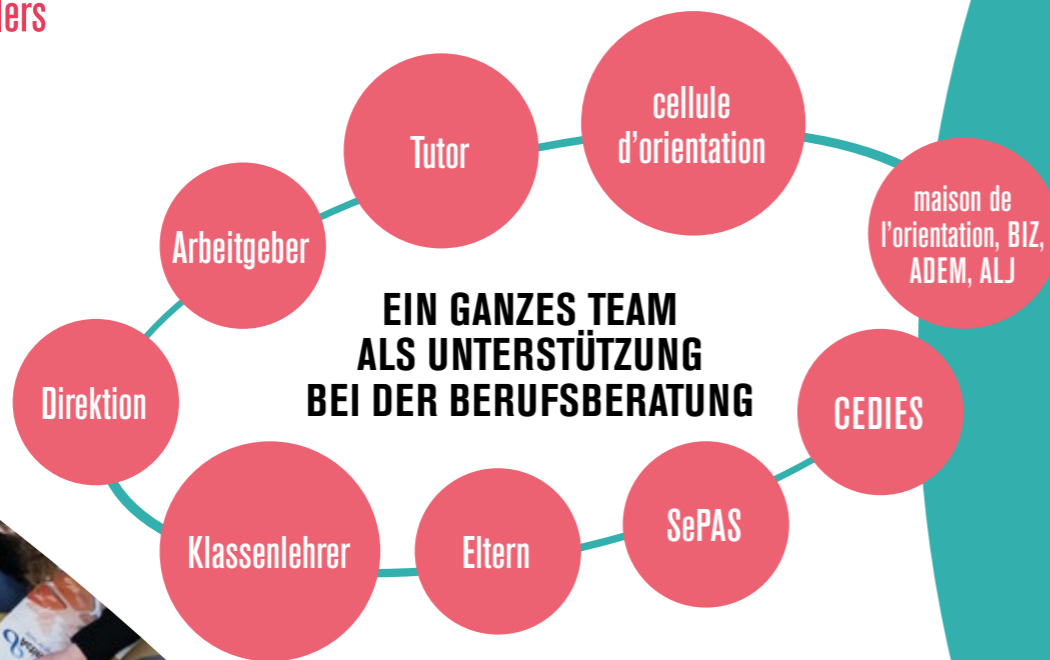 cellule
d'orientation
Tutor
maison de
l'orientation, BIZ,
ADEM, ALJ
Arbeitgeber
EIN GANZES TEAM
ALS UNTERSTÜTZUNG
BEI DER BERUFSBERATUNG
Direktion
CEDIES
SePAS
Klassenlehrer
Eltern